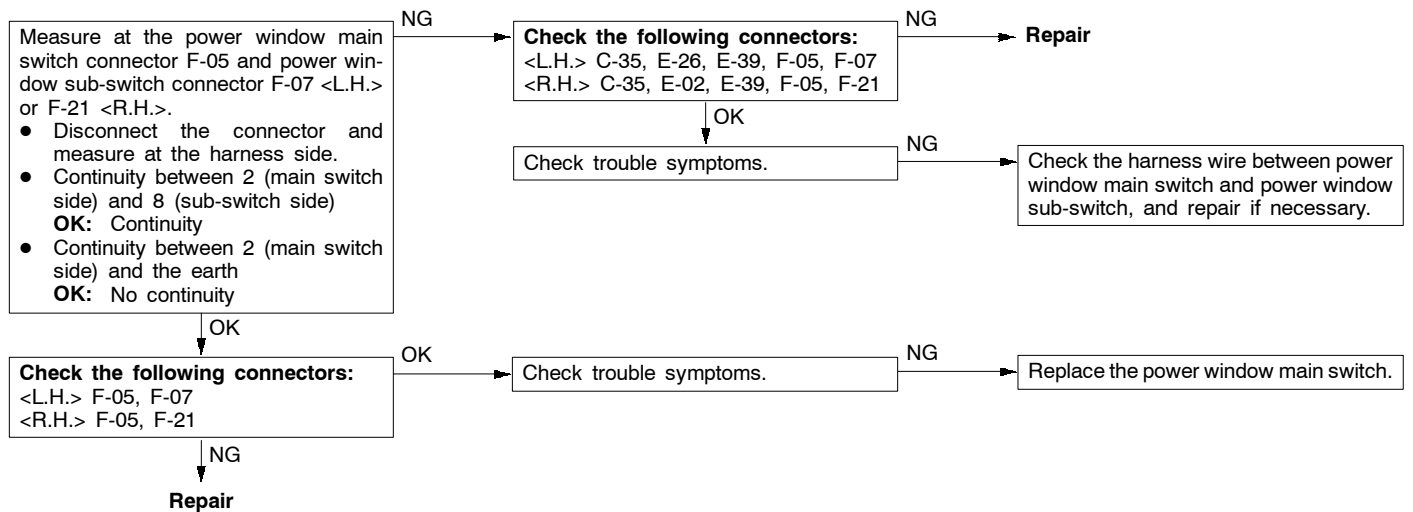 Measure at the power window main
switch connector F-05 and power win-
dow sub-switch connector F-07 <L.H.>
or F-21 <R.H.>.
● Disconnect the connector and
measure at the harness side.
● Continuity between 2 (main switch
side) and 8 (sub-switch side)
OK: Continuity
● Continuity between 2 (main switch
side) and the earth
OK: No continuity
NG
Check the following connectors:
<L.H.> C-35, E-26, E-39, F-05, F-07
<R.H.> C-35, E-02, E-39, F-05, F-21
NG
Repair
OK
Check trouble symptoms.
NG
Check the harness wire between power
window main switch and power window
sub-switch, and repair if necessary.
OK
Check the following connectors:
<L.H.> F-05, F-07
<R.H.> F-05, F-21
OK
Check trouble symptoms.
NG
Replace the power window main switch.
NG
Repair